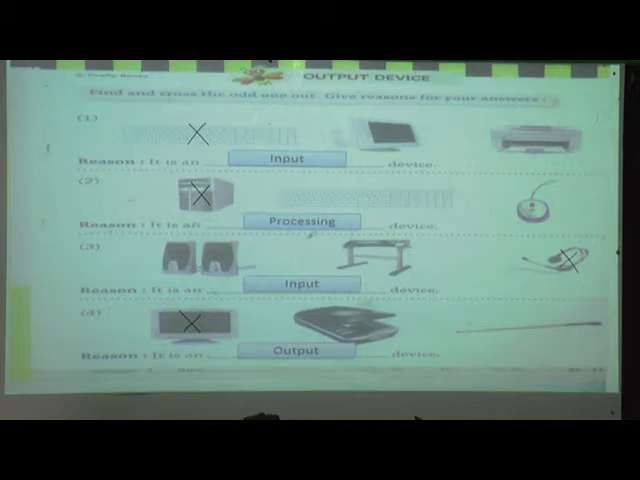 Firefly Books
OUTPUT DEVICE
Find and cross the odd one out. Give reasons for your answers :
(1)
Reason : It is an Input device.
(2)
Reason : It is an Processing device.
(3)
Reason : It is an Input device.
(4)
Reason : It is an Output device.